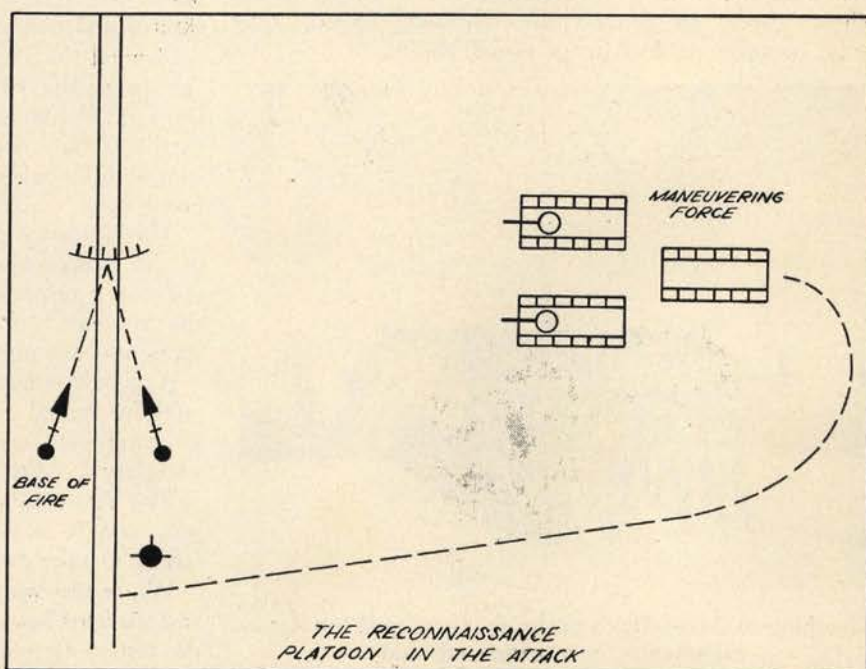 MANEUVERING
FORCE
BASE OF
FIRE
THE RECONNAISSANCE
PLATOON IN THE ATTACK